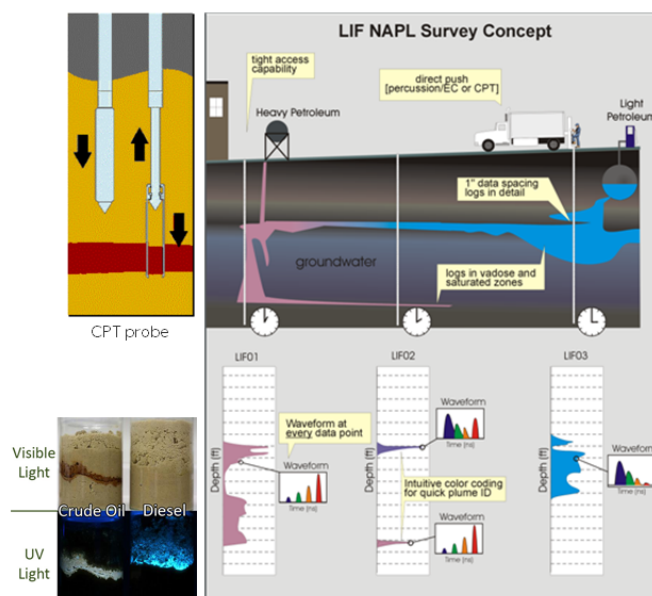 CPT probe
Visible
Light
Crude Oil
Diesel
UV
Light
LIF NAPL Survey Concept
tight access
capability
Heavy Petroleum
direct push
[percussion/EC or CPT]
Light
Petroleum
1" data spacing
logs in detail
groundwater
logs in vadose and
saturated zones
LIF01
LIF02
LIF03
Depth (ft)
Waveform at
every data point
Waveform
Time (ns)
Depth (ft)
Waveform
Time (ns)
Intuitive color coding
for quick plume ID
Waveform
Time (ns)
Depth (ft)
Waveform
Time (ns)